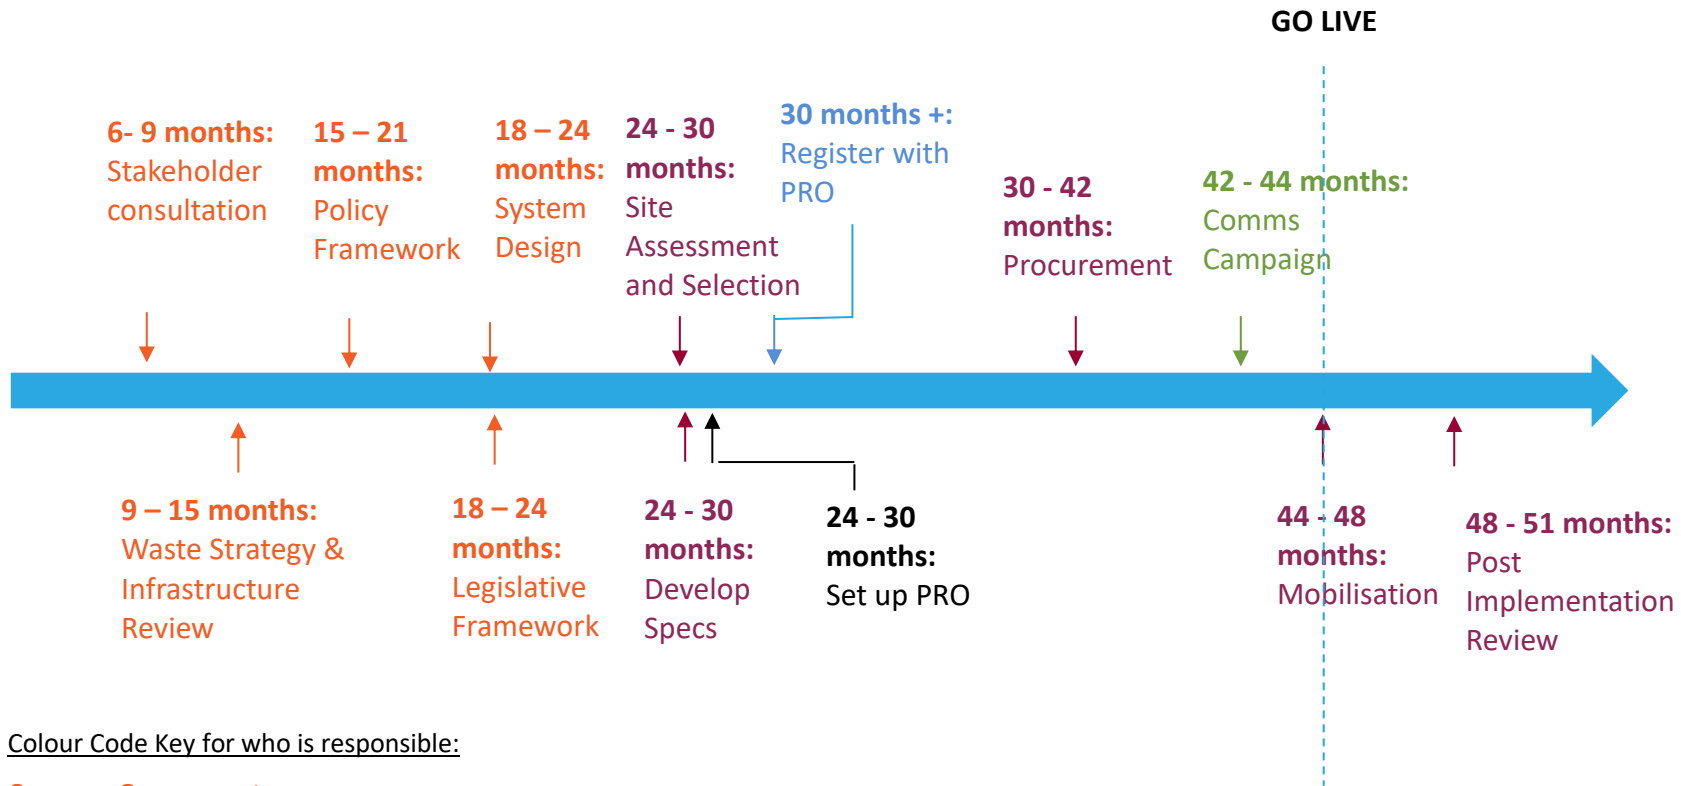 GO LIVE
6- 9 months:
Stakeholder
consultation
15 – 21
months:
Policy
Framework
18 – 24
months:
System
Design
24 - 30
months:
Site
Assessment
and Selection
30 months +:
Register with
PRO
30 - 42
months:
Procurement
42 - 44 months:
Comms
Campaign
9 – 15 months:
Waste Strategy &
Infrastructure
Review
18 – 24
months:
Legislative
Framework
24 - 30
months:
Develop
Specs
24 - 30
months:
Set up PRO
44 - 48
months:
Mobilisation
48 - 51 months:
Post
Implementation
Review
Colour Code Key for who is responsible: